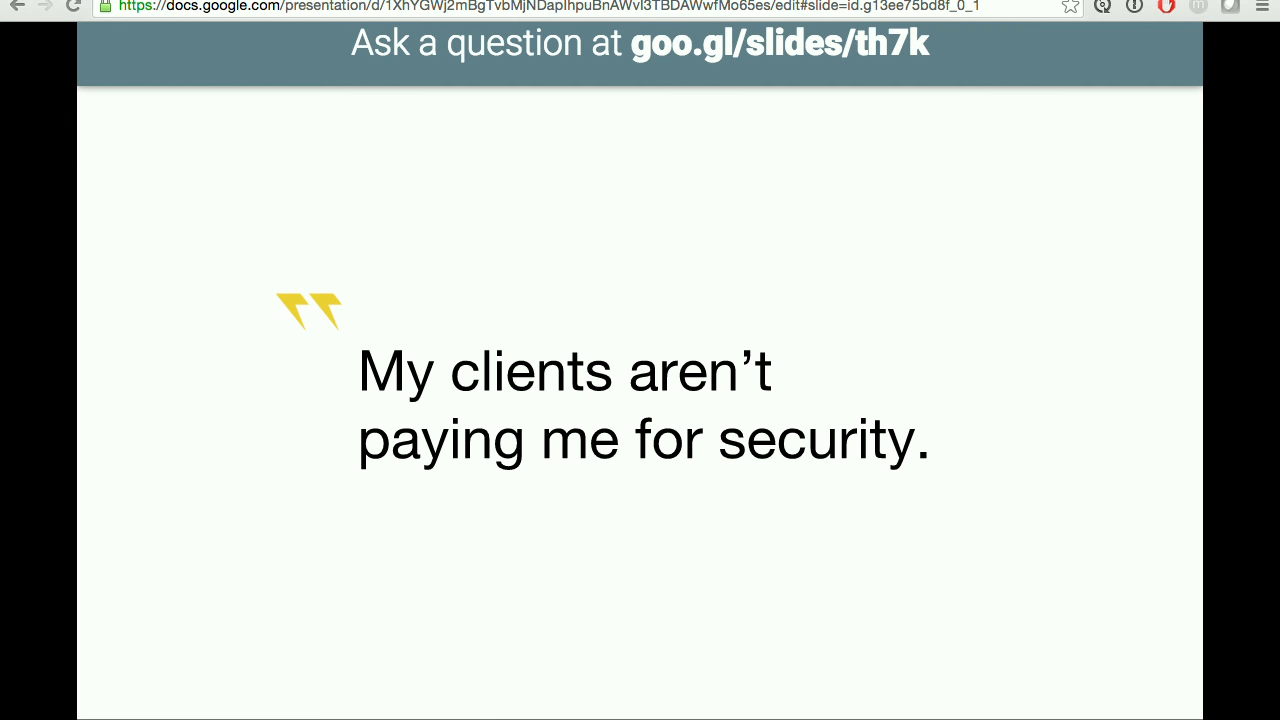 https://docs.google.com/presentation/d/1XhYGWj2mBgTvbMjNDapIhpuBnAWvl3TBDAWwfMo65es/edit#slide=id.g13ee75bd8f_0_1
Ask a question at goo.gl/slides/th7k
My clients aren’t
paying me for security.